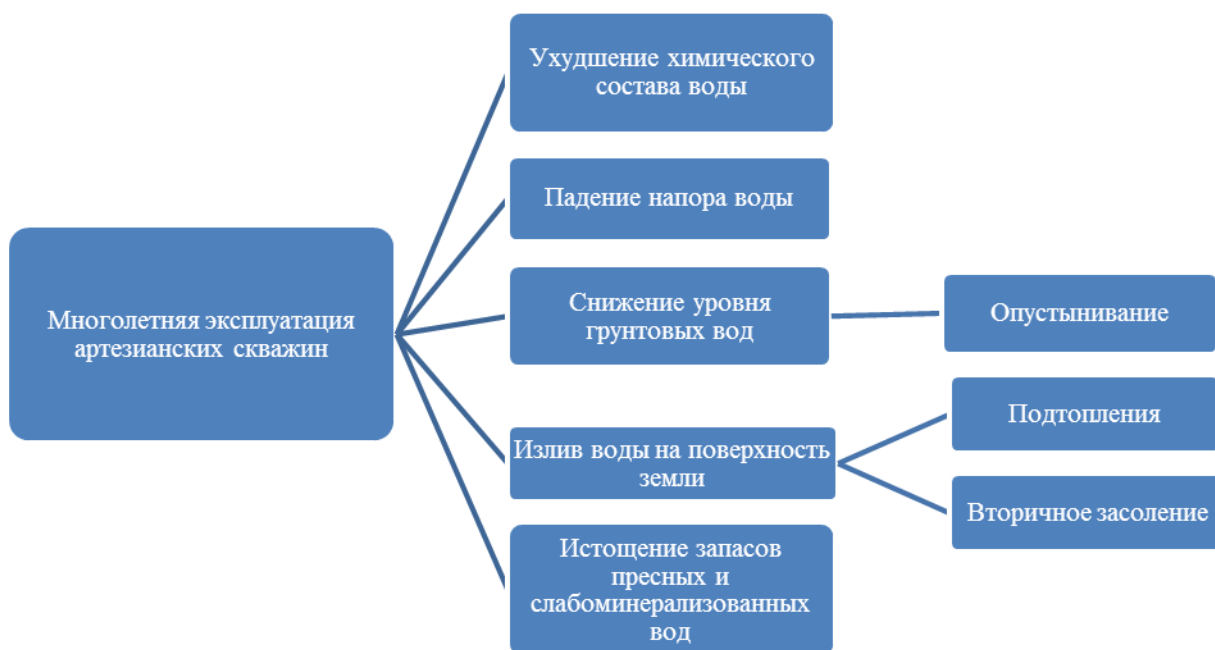 Многолетняя эксплуатация
артезианских скважин
Ухудшение химического
состава воды
Падение напора воды
Снижение уровня
грунтовых вод
Опустынивание
Излив воды на поверхность
земли
Подтопления
Вторичное засоление
Истощение запасов
пресных и
слабоминерализованных
вод